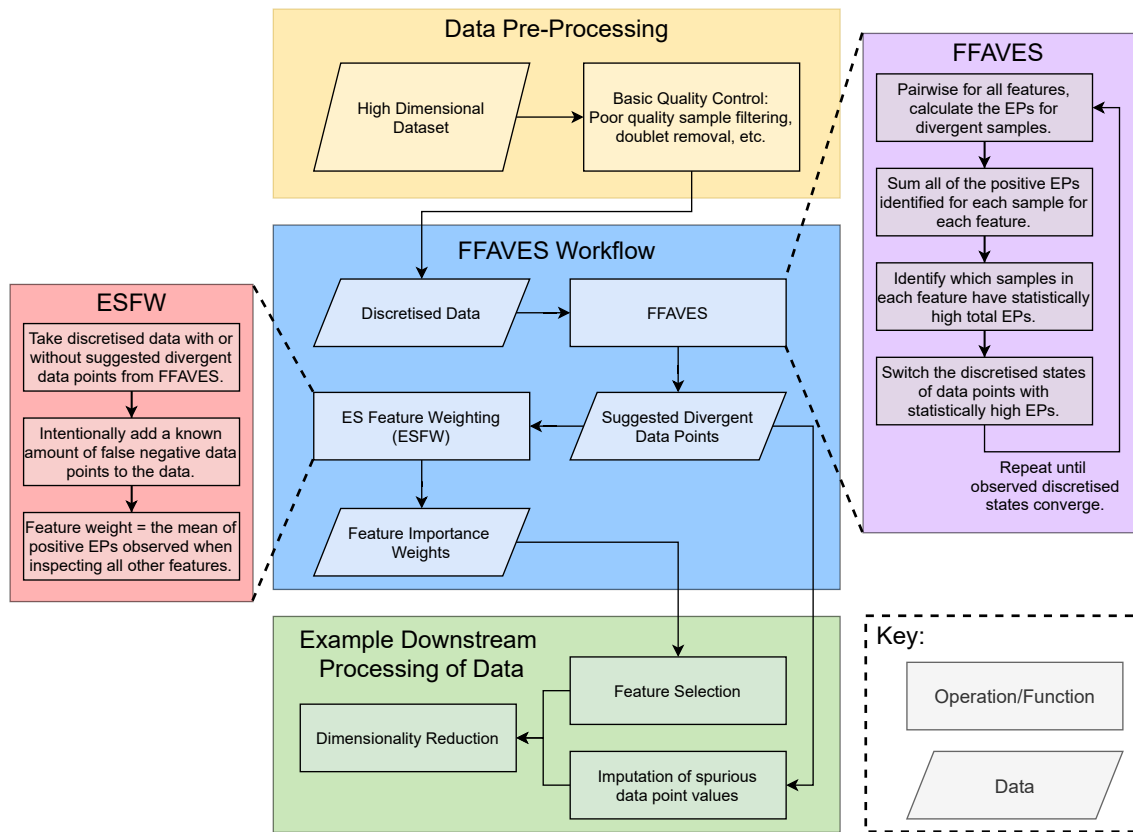 Data Pre-Processing
High Dimensional
Dataset
Basic Quality Control:
Poor quality sample filtering,
doublet removal, etc.
FFAVES
Pairwise for all features,
calculate the EPs for
divergent samples.
Sum all of the positive EPs
identified for each sample for
each feature.
Identify which samples in
each feature have statistically
high total EPs.
Switch the discretised states
of data points with
statistically high EPs.
Repeat until
observed discretised
states converge.
FFAVES Workflow
Discretised Data
FFAVES
ES Feature Weighting
(ESFW)
Suggested Divergent
Data Points
Feature Importance
Weights
ESFW
Take discretised data with or
without suggested divergent
data points from FFAVES.
Intentionally add a known
amount of false negative data
points to the data.
Feature weight = the mean of
positive EPs observed when
inspecting all other features.
Example Downstream
Processing of Data
Feature Selection
Dimensionality Reduction
Imputation of spurious
data point values
Key:
Operation/Function
Data